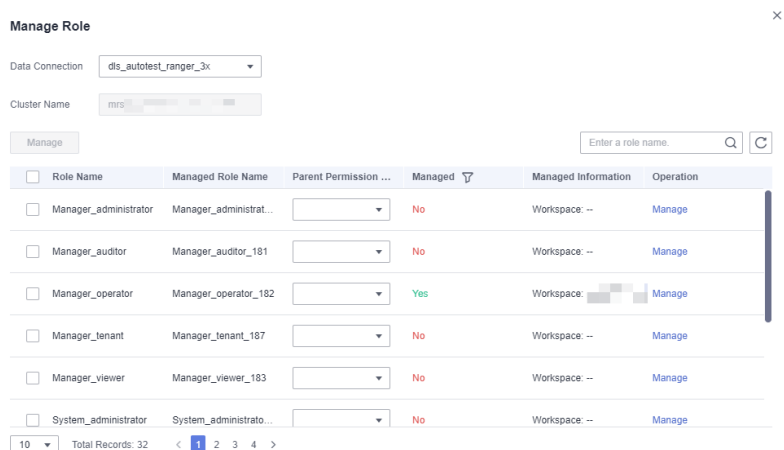 Manage Role
Data Connection dls_autotest_ranger_3x
Cluster Name mrs
Manage Enter a role name.
Role Name Managed Role Name Parent Permission ... Managed Managed Information Operation
Manager_administrator Manager_administrat... No Workspace: -- Manage
Manager_auditor Manager_auditor_181 No Workspace: -- Manage
Manager_operator Manager_operator_182 Yes Workspace: Manage
Manager_tenant Manager_tenant_187 No Workspace: -- Manage
Manager_viewer Manager_viewer_183 No Workspace: -- Manage
System_administrator System_administrato... No Workspace: -- Manage
10 Total Records: 32 < 1 2 3 4 >